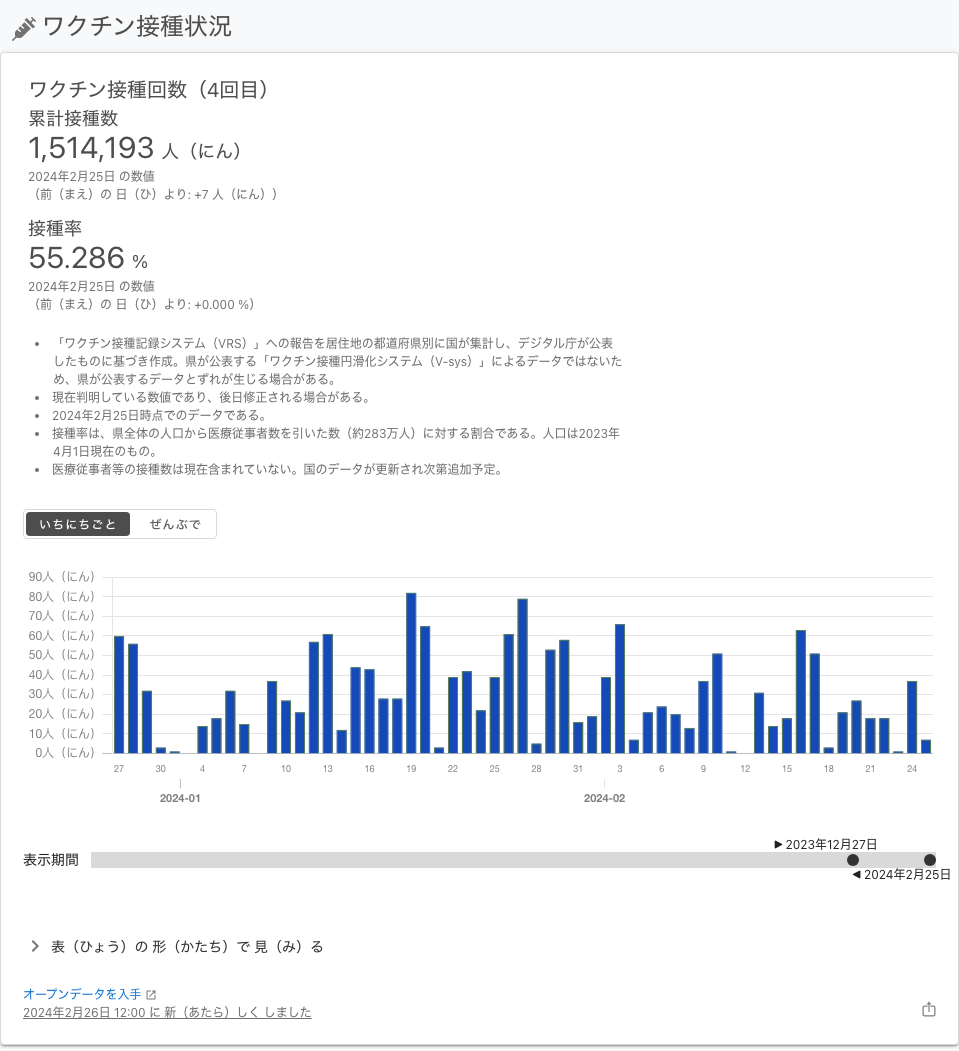 ワクチン接種状況
ワクチン接種回数（4回目）
累計接種数
1,514,193 人（にん）
2024年2月25日 の数値
（前（まえ）の 日（ひ）より: +7 人（にん））
接種率
55.286 %
2024年2月25日 の数値
（前（まえ）の 日（ひ）より: +0.000 %）
• 「ワクチン接種記録システム（VRS）」への報告を居住地の都道府県別に国が集計し、デジタル庁が公表
したものに基づき作成。県が公表する「ワクチン接種円滑化システム（V-sys）」によるデータではないた
め、県が公表するデータとずれが生じる場合がある。
• 現在判明している数値であり、後日修正される場合がある。
• 2024年2月25日時点でのデータである。
• 接種率は、県全体の人口から医療従事者数を引いた数（約283万人）に対する割合である。人口は2023年
4月1日現在のもの。
• 医療従事者等の接種数は現在含まれていない。国のデータが更新され次第追加予定。
いちにちごと ぜんぶで
90人（にん）
80人（にん）
70人（にん）
60人（にん）
50人（にん）
40人（にん）
30人（にん）
20人（にん）
10人（にん）
0人（にん）
27 30 4 7 10 13 16 19 22 25 28 31 3 6 9 12 15 18 21 24
2024-01 2024-02
▶ 2023年12月27日
表示期間
◀ 2024年2月25日
表（ひょう）の 形（かたち）で 見（み）る
オープンデータを入手
2024年2月26日 12:00 に 新（あたら）しく しました